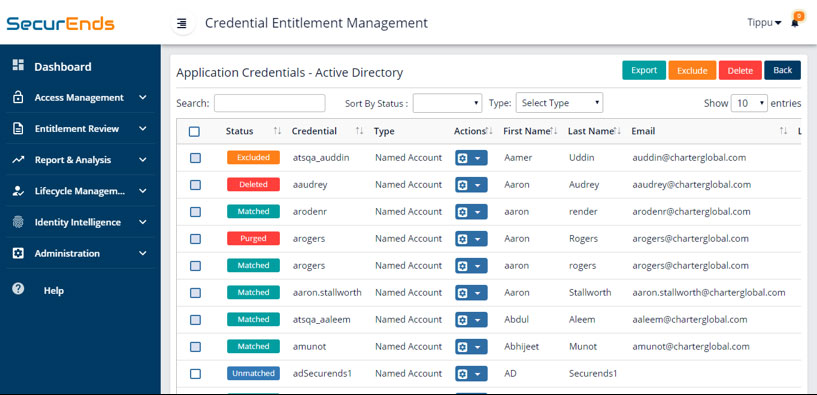 SecurEnds
Credential Entitlement Management
Tippu
Dashboard
Access Management
Entitlement Review
Report & Analysis
Lifecycle Managem...
Identity Intelligence
Administration
Help
Application Credentials - Active Directory
Export Exclude Delete Back
Search: Sort By Status : Type: Select Type Show 10 entries
Status Credential Type Actions First Name Last Name Email L
Excluded atsqa_auddin Named Account Aamer Uddin auddin@charterglobal.com
Deleted aaudrey Named Account Aaron Audrey aaudrey@charterglobal.com
Matched arodenr Named Account aaron render arodenr@charterglobal.com
Purged arogers Named Account Aaron Rogers arogers@charterglobal.com
Matched arogers Named Account aaron rogers arogers@charterglobal.com
Matched aaron.stallworth Named Account Aaron Stallworth aaron.stallworth@charterglobal.com
Matched atsqa_aaleem Named Account Abdul Aleem aaleem@charterglobal.com
Matched amunot Named Account Abhijeet Munot amunot@charterglobal.com
Unmatched adSecurends1 Named Account AD Securends1